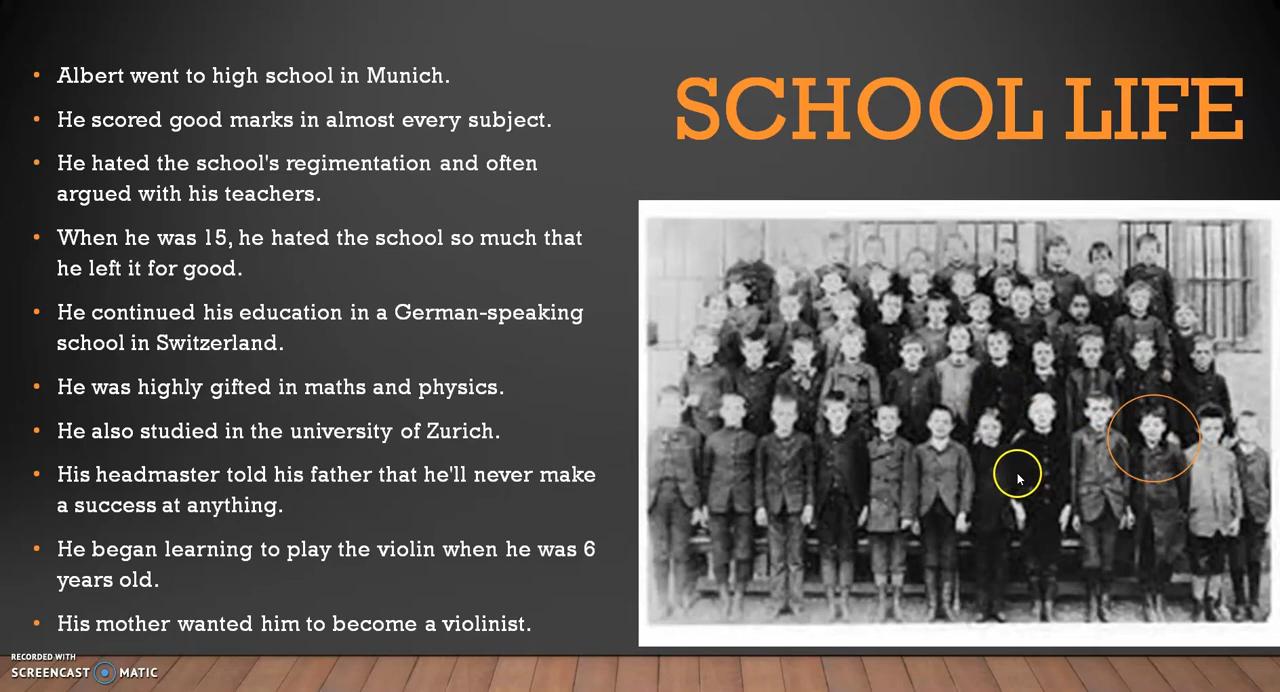 SCHOOL LIFE
Albert went to high school in Munich.
He scored good marks in almost every subject.
He hated the school's regimentation and often
argued with his teachers.
When he was 15, he hated the school so much that
he left it for good.
He continued his education in a German-speaking
school in Switzerland.
He was highly gifted in maths and physics.
He also studied in the university of Zurich.
His headmaster told his father that he'll never make
a success at anything.
He began learning to play the violin when he was 6
years old.
His mother wanted him to become a violinist.
RECORDED WITH
SCREENCAST MATIC